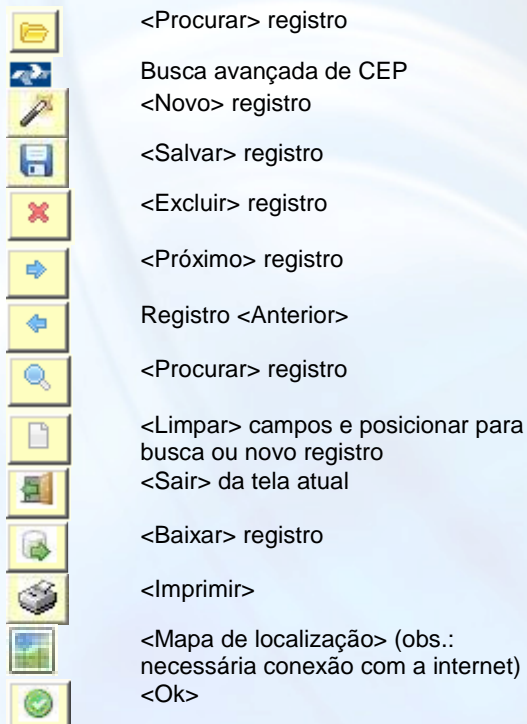 <Procurar> registro
Busca avançada de CEP
<Novo> registro
<Salvar> registro
<Excluir> registro
<Próximo> registro
Registro <Anterior>
<Procurar> registro
<Limpar> campos e posicionar para
busca ou novo registro
<Sair> da tela atual
<Baixar> registro
<Imprimir>
<Mapa de localização> (obs.:
necessária conexão com a internet)
<Ok>